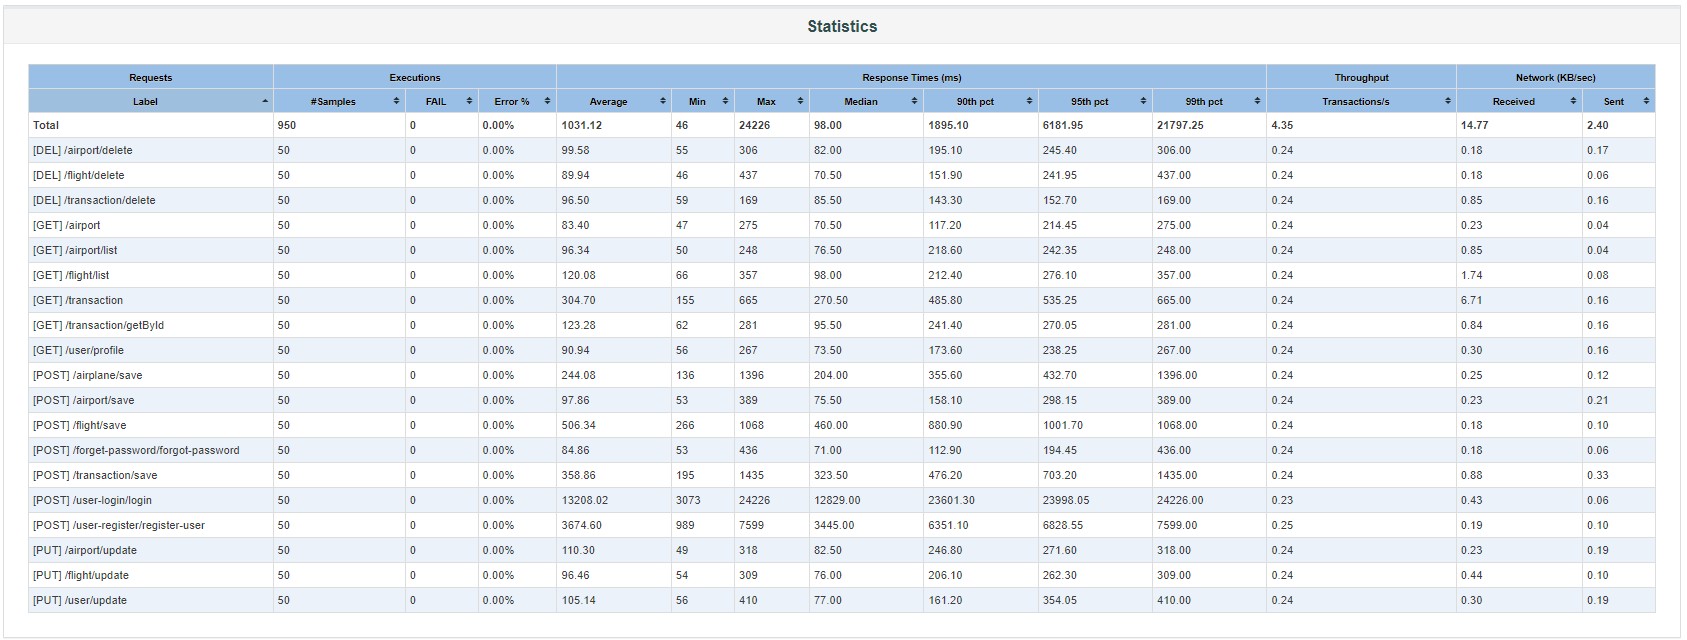 Statistics
Requests Executions Response Times (ms) Throughput Network (KB/sec)
Label #Samples FAIL Error % Average Min Max Median 90th pct 95th pct 99th pct Transactions/s Received Sent
Total 950 0 0.00% 1031.12 46 24226 98.00 1895.10 6181.95 21797.25 4.35 14.77 2.40
[DEL] /airport/delete 50 0 0.00% 99.58 55 306 82.00 195.10 245.40 306.00 0.24 0.18 0.17
[DEL] /flight/delete 50 0 0.00% 89.94 46 437 70.50 151.90 241.95 437.00 0.24 0.18 0.06
[DEL] /transaction/delete 50 0 0.00% 96.50 59 169 85.50 143.30 152.70 169.00 0.24 0.85 0.16
[GET] /airport 50 0 0.00% 83.40 47 275 70.50 117.20 214.45 275.00 0.24 0.23 0.04
[GET] /airport/list 50 0 0.00% 96.34 50 248 76.50 218.60 242.35 248.00 0.24 0.85 0.04
[GET] /flight/list 50 0 0.00% 120.08 66 357 98.00 212.40 276.10 357.00 0.24 1.74 0.08
[GET] /transaction 50 0 0.00% 304.70 155 665 270.50 485.80 535.25 665.00 0.24 6.71 0.16
[GET] /transaction/getById 50 0 0.00% 123.28 62 281 95.50 241.40 270.05 281.00 0.24 0.84 0.16
[GET] /user/profile 50 0 0.00% 90.94 56 267 73.50 173.60 238.25 267.00 0.24 0.30 0.16
[POST] /airplane/save 50 0 0.00% 244.08 136 1396 204.00 355.60 432.70 1396.00 0.24 0.25 0.12
[POST] /airport/save 50 0 0.00% 97.86 53 389 75.50 158.10 298.15 389.00 0.24 0.23 0.21
[POST] /flight/save 50 0 0.00% 506.34 266 1068 460.00 880.90 1001.70 1068.00 0.24 0.18 0.10
[POST] /forget-password/forgot-password 50 0 0.00% 84.86 53 436 71.00 112.90 194.45 436.00 0.24 0.18 0.06
[POST] /transaction/save 50 0 0.00% 358.86 195 1435 323.50 476.20 703.20 1435.00 0.24 0.88 0.33
[POST] /user-login/login 50 0 0.00% 13208.02 3073 24226 12829.00 23601.30 23998.05 24226.00 0.23 0.43 0.06
[POST] /user-register/register-user 50 0 0.00% 3674.60 989 7599 3445.00 6351.10 6828.55 7599.00 0.25 0.19 0.10
[PUT] /airport/update 50 0 0.00% 110.30 49 318 82.50 246.80 271.60 318.00 0.24 0.23 0.19
[PUT] /flight/update 50 0 0.00% 96.46 54 309 76.00 206.10 262.30 309.00 0.24 0.44 0.10
[PUT] /user/update 50 0 0.00% 105.14 56 410 77.00 161.20 354.05 410.00 0.24 0.30 0.19